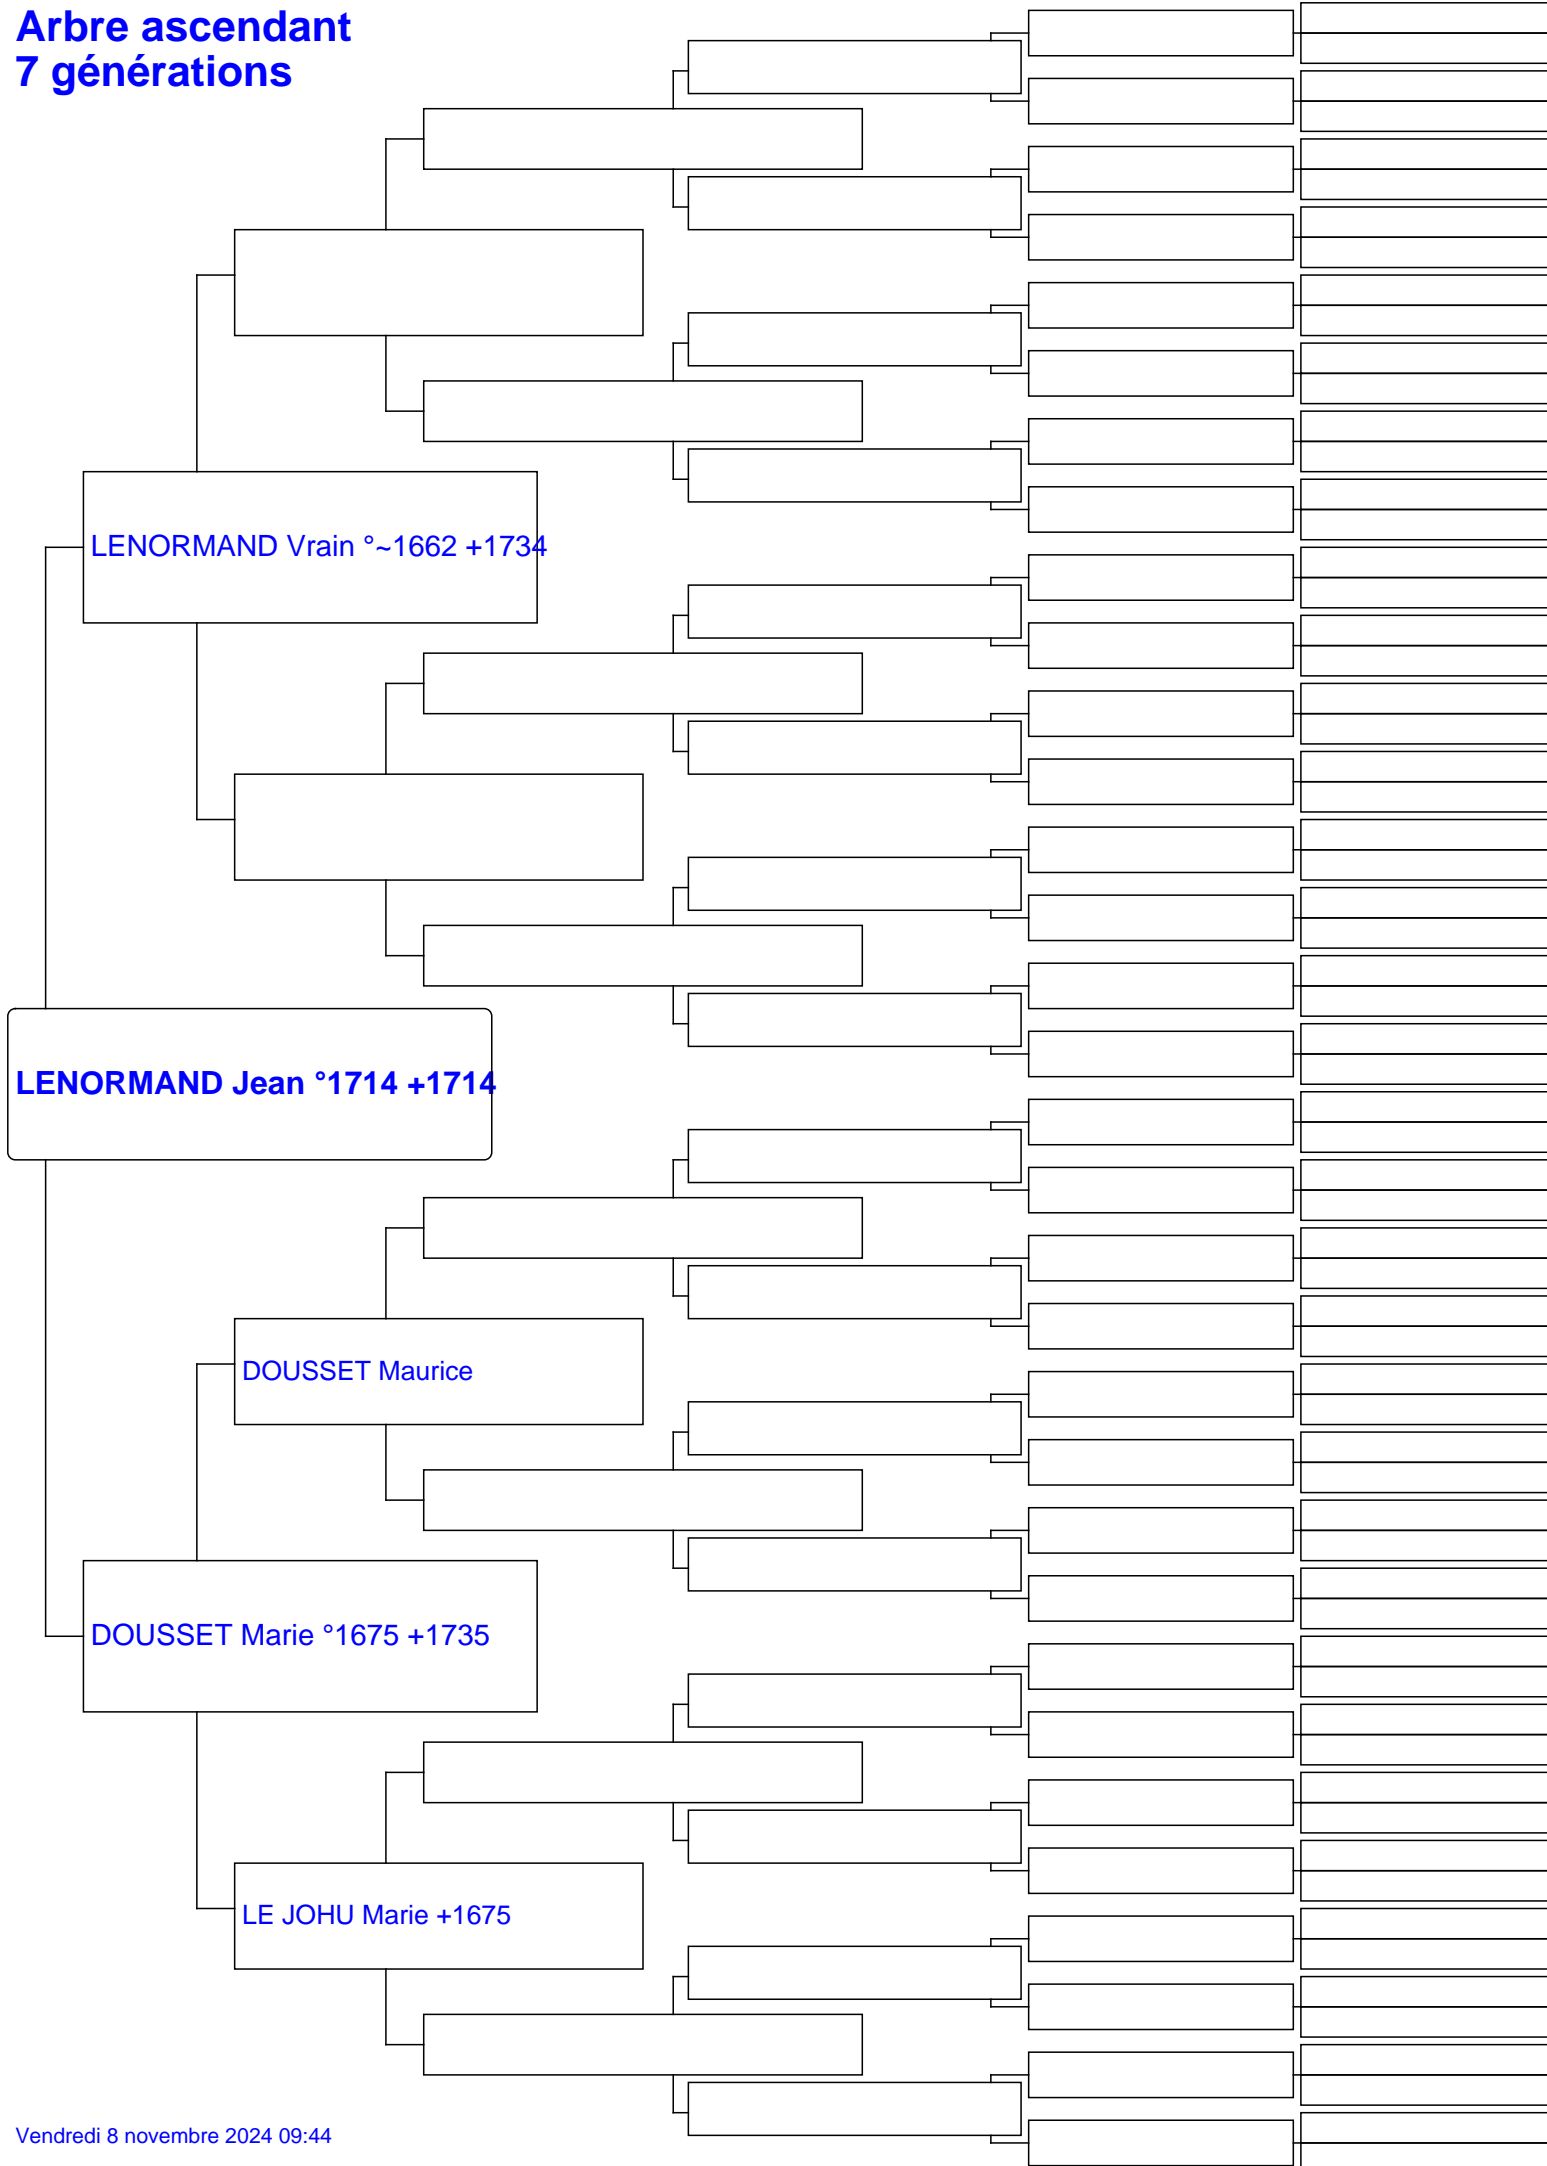 Arbre ascendant
7 générations
LENORMAND Vrain °~1662 +1734
LENORMAND Jean °1714 +1714
DOUSSET Maurice
DOUSSET Marie °1675 +1735
LE JOHU Marie +1675
Vendredi 8 novembre 2024 09:44